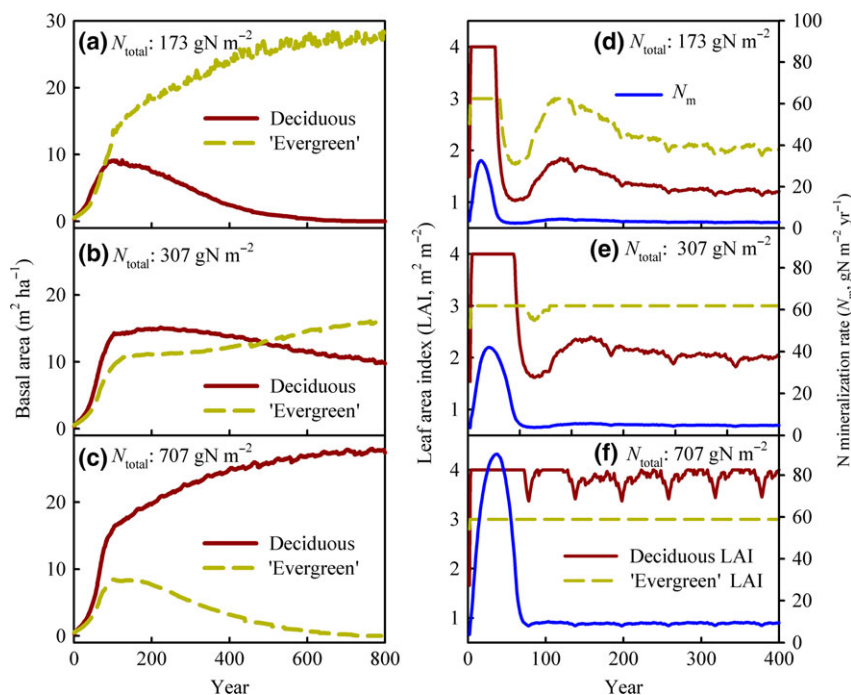 (a) N_total: 173 gN m⁻²
30
20
10
0
Deciduous
'Evergreen'
(b) N_total: 307 gN m⁻²
20
10
0
Deciduous
'Evergreen'
(c) N_total: 707 gN m⁻²
20
10
0
Deciduous
'Evergreen'
0 200 400 600 800
Year
Basal area (m² ha⁻¹)
(d) N_total: 173 gN m⁻²
4
3
2
1
N_m
100
80
60
40
20
0
(e) N_total: 307 gN m⁻²
4
3
2
1
80
60
40
20
0
(f) N_total: 707 gN m⁻²
4
3
2
1
80
60
40
20
0
Deciduous LAI
'Evergreen' LAI
0 100 200 300 400
Year
Leaf area index (LAI, m² m⁻²)
N mineralization rate (N_m, gN m⁻² yr⁻¹)